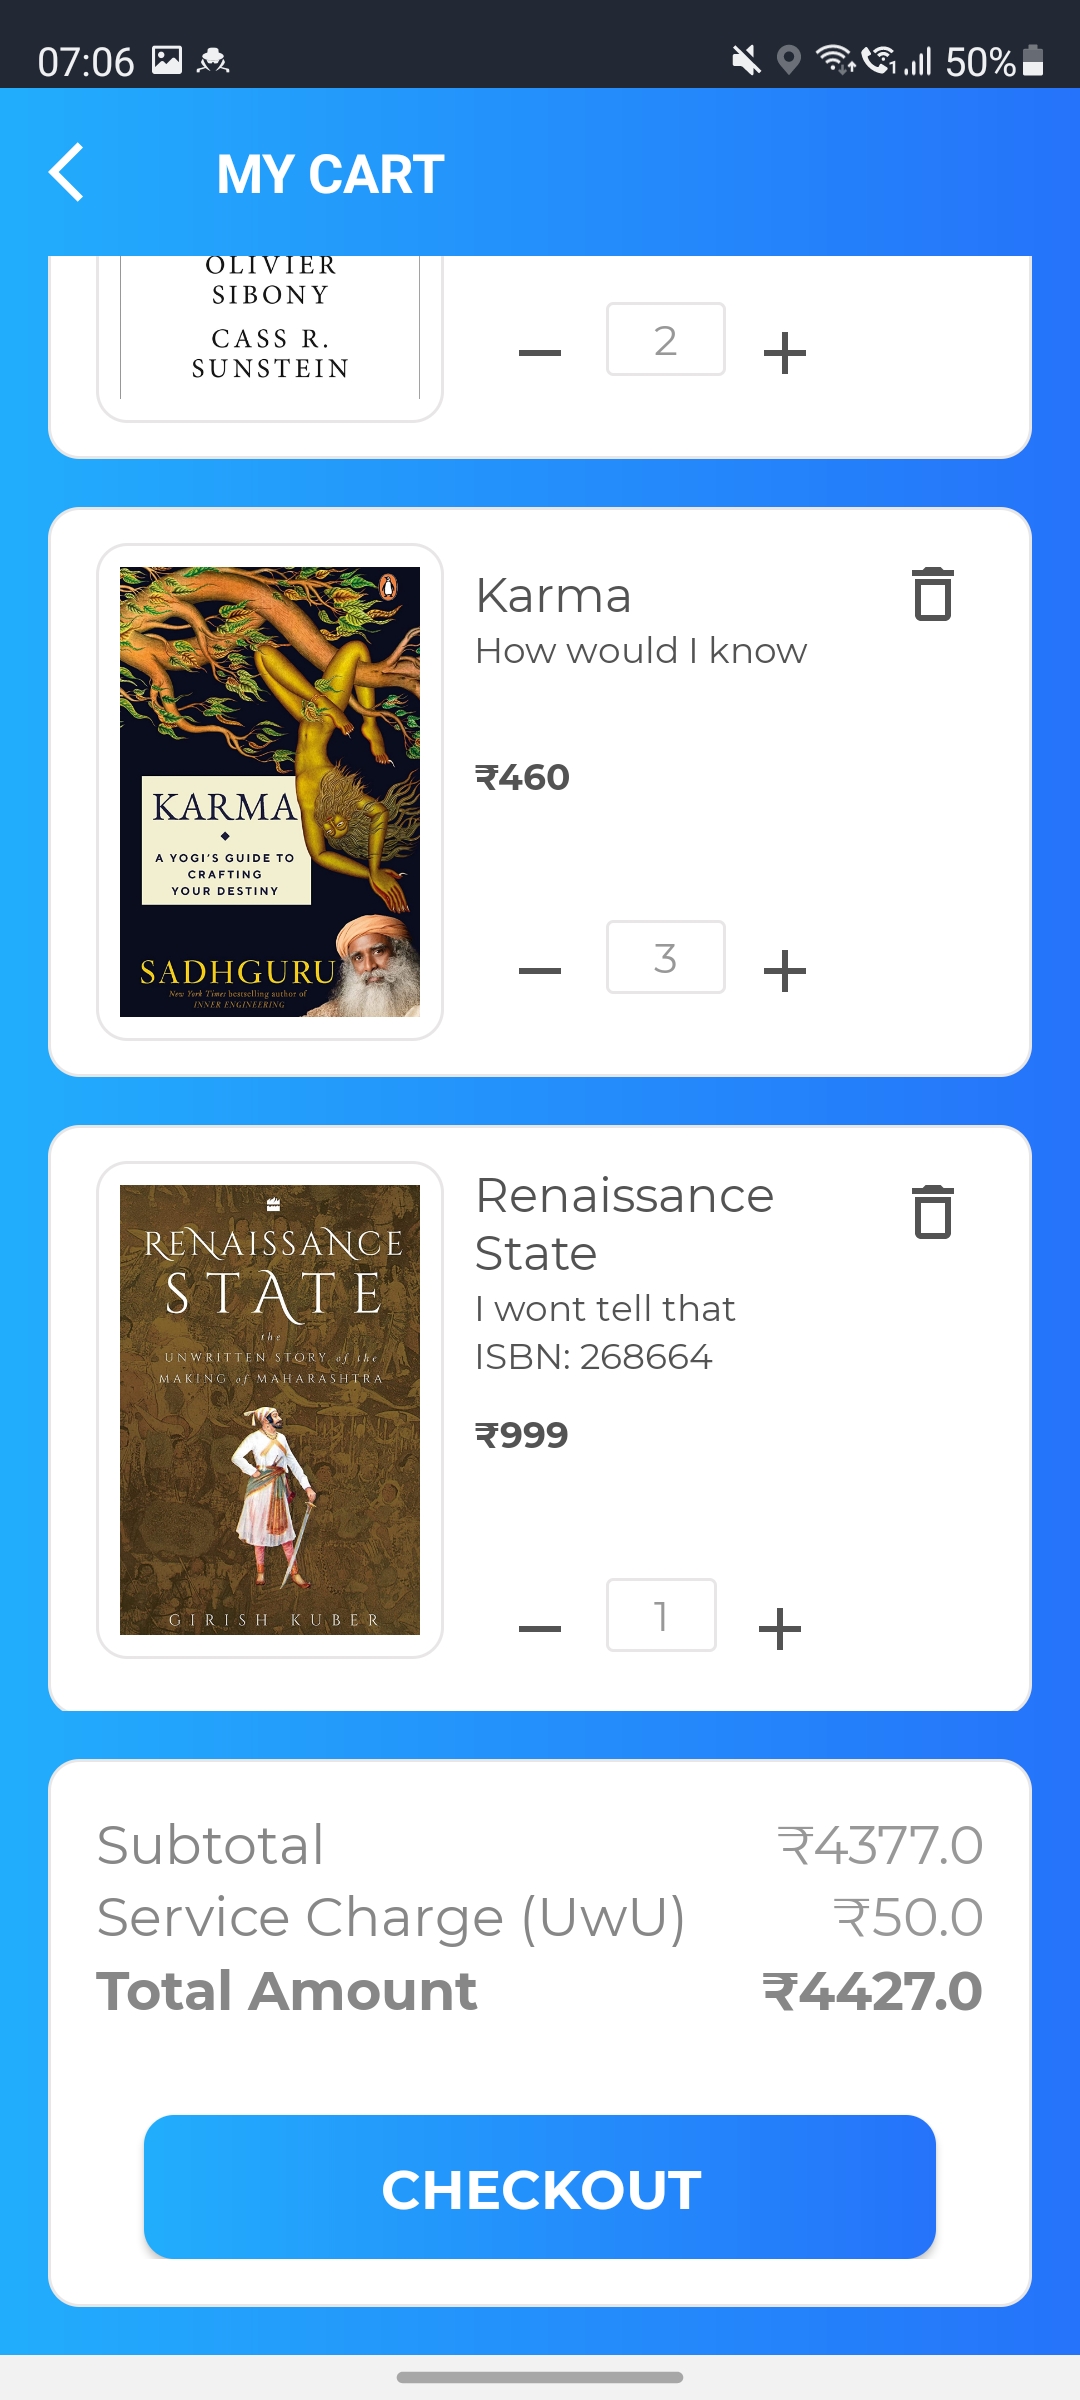 07:06
50%
MY CART
OLIVIER
SIBONY
CASS R.
SUNSTEIN
2
Karma
How would I know
₹460
3
KARMA
A YOGI'S GUIDE TO
CRAFTING
YOUR DESTINY
SADHGURU
New York Times bestselling author of
INNER ENGINEERING
Renaissance
State
I wont tell that
ISBN: 268664
₹999
1
RENAISSANCE
STATE
the
UNWRITTEN STORY of the
MAKING of MAHARASHTRA
GIRISH KUBER
Subtotal ₹4377.0
Service Charge (UwU) ₹50.0
Total Amount ₹4427.0
CHECKOUT